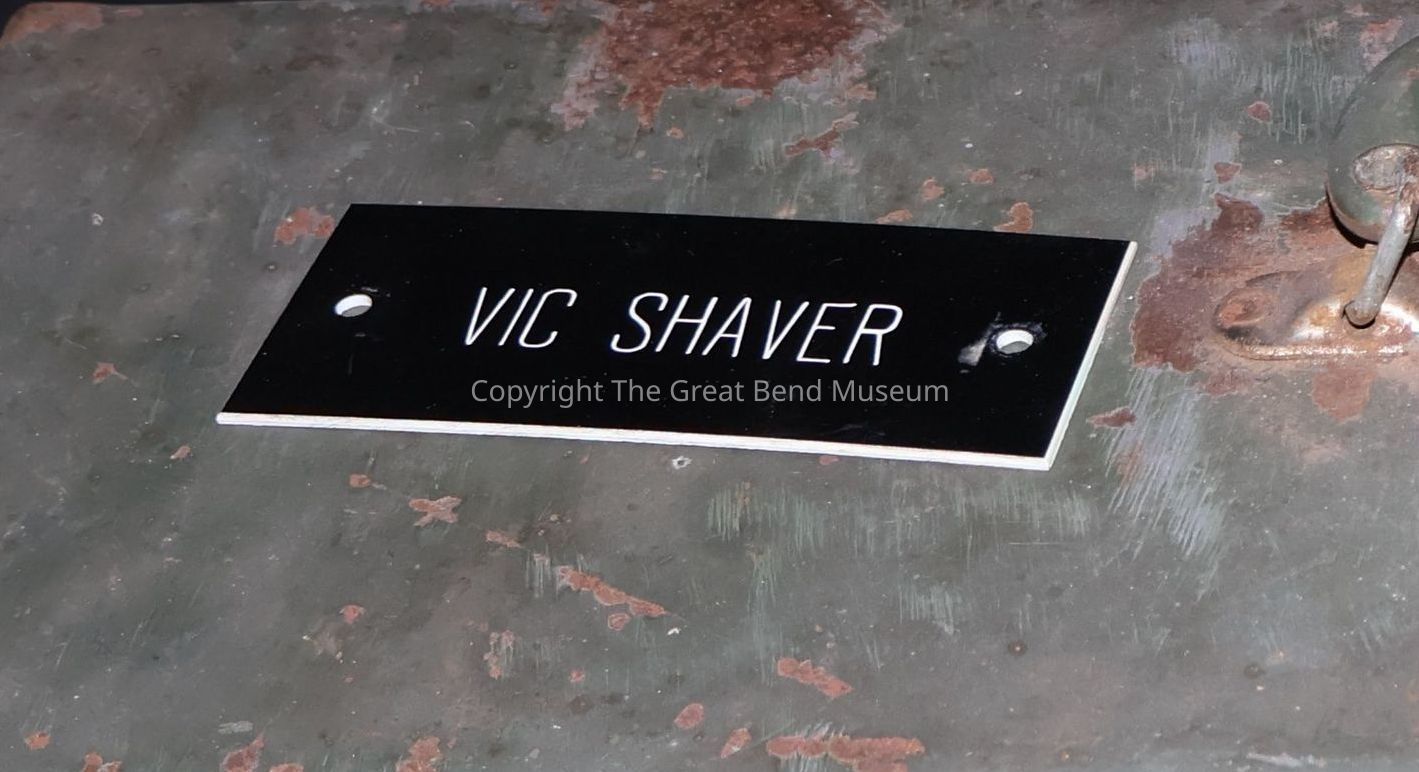 VIC SHAVER
Copyright The Great Bend Museum